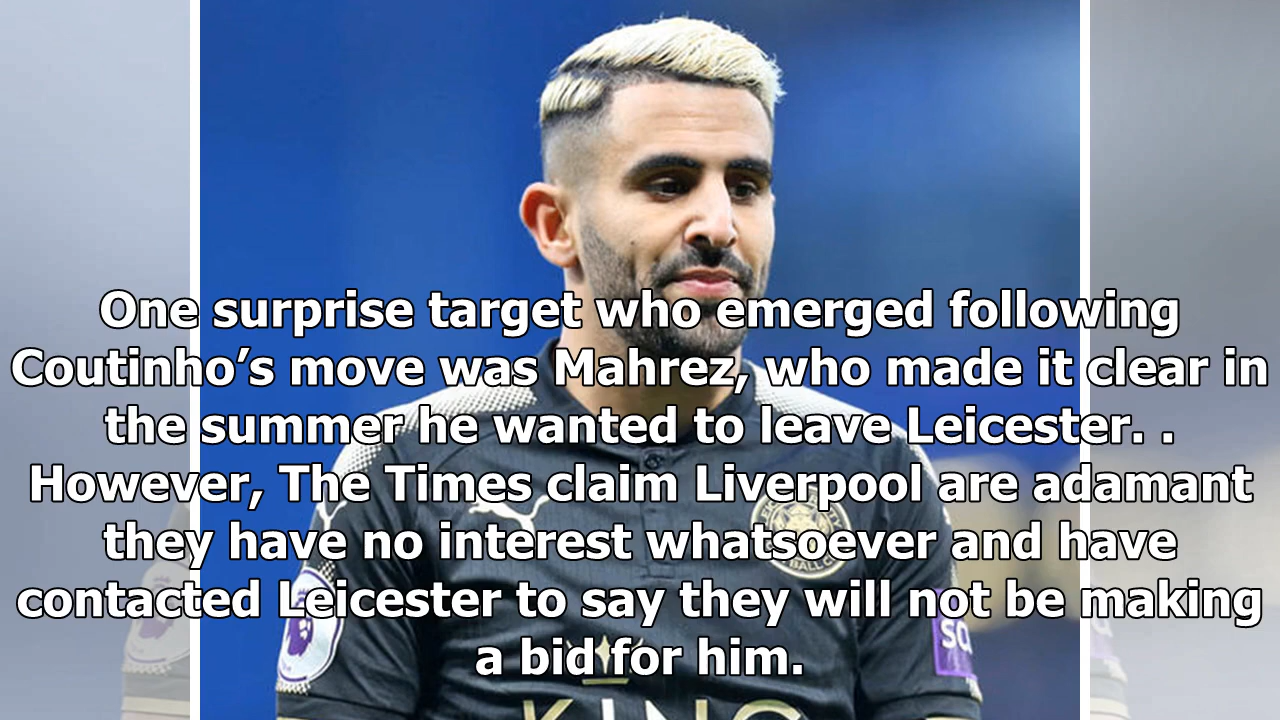 One surprise target who emerged following
Coutinho’s move was Mahrez, who made it clear in
the summer he wanted to leave Leicester. .
However, The Times claim Liverpool are adamant
they have no interest whatsoever and have
contacted Leicester to say they will not be making
a bid for him.
KING